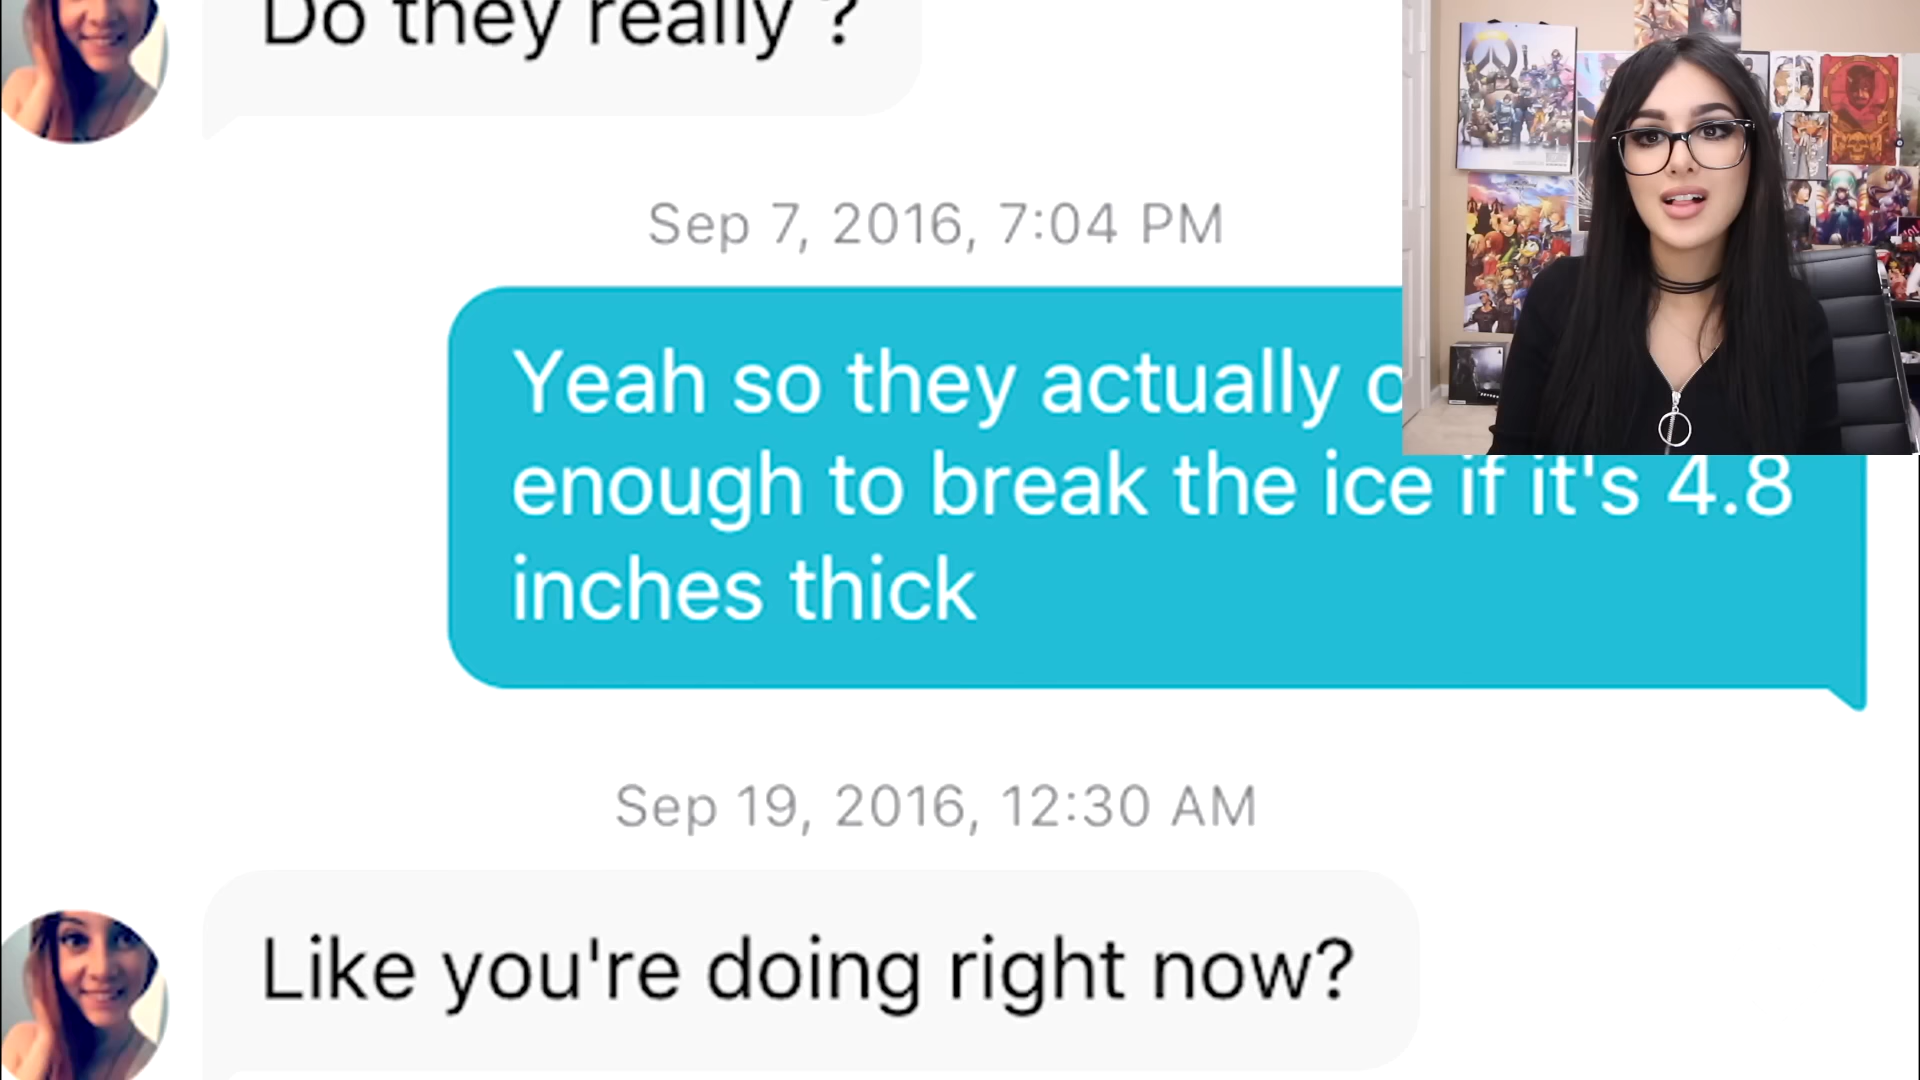 Do they really ?
Sep 7, 2016, 7:04 PM
Yeah so they actually
enough to break the ice if it's 4.8
inches thick
Sep 19, 2016, 12:30 AM
Like you're doing right now?